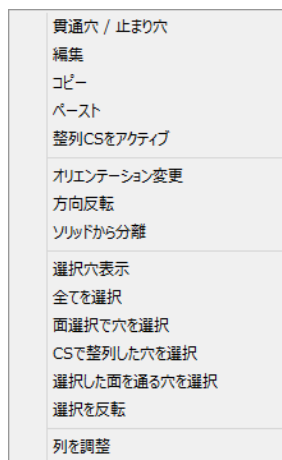 貫通穴 / 止まり穴
編集
コピー
ペースト
整列CSをアクティブ
オリエンテーション変更
方向反転
ソリッドから分離
選択穴表示
全てを選択
面選択で穴を選択
CSで整列した穴を選択
選択した面を通る穴を選択
選択を反転
列を調整